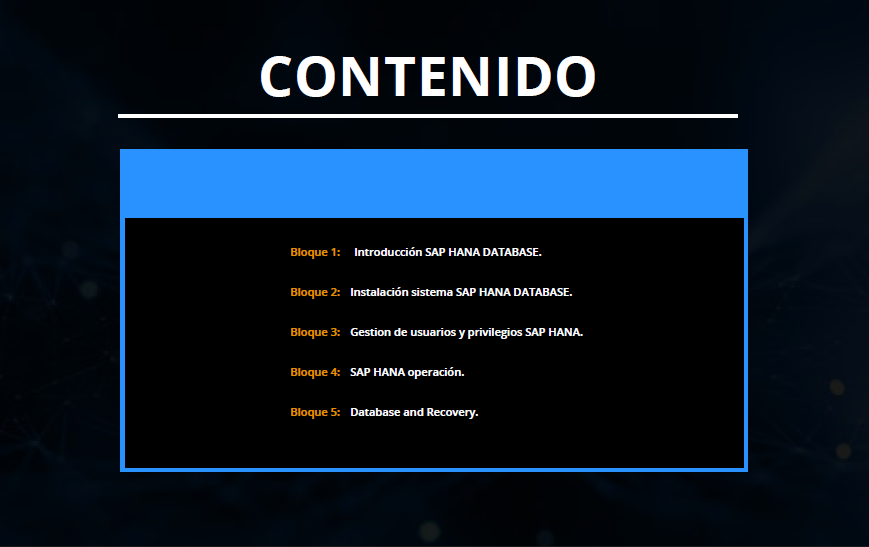 CONTENIDO
Bloque 1: Introducción SAP HANA DATABASE.
Bloque 2: Instalación sistema SAP HANA DATABASE.
Bloque 3: Gestion de usuarios y privilegios SAP HANA.
Bloque 4: SAP HANA operación.
Bloque 5: Database and Recovery.